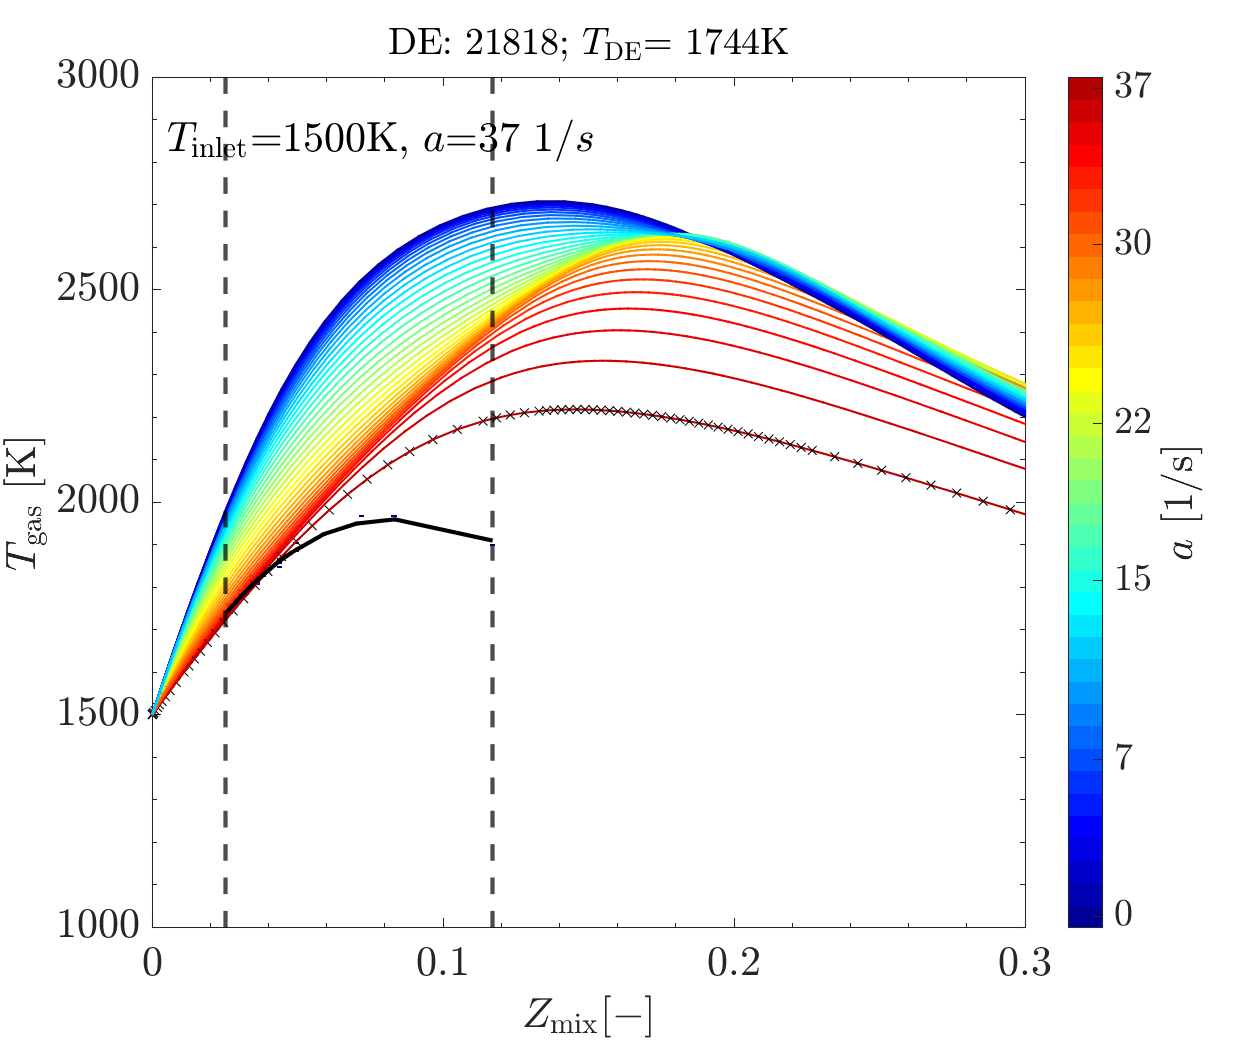 DE: 21818; T_DE= 1744K
3000
2500
2000
1500
1000
T_inlet=1500K, a=37 1/s
T_gas [K]
0 0.1 0.2 0.3
Z_mix[−]
37
30
22
15
7
0
a [1/s]